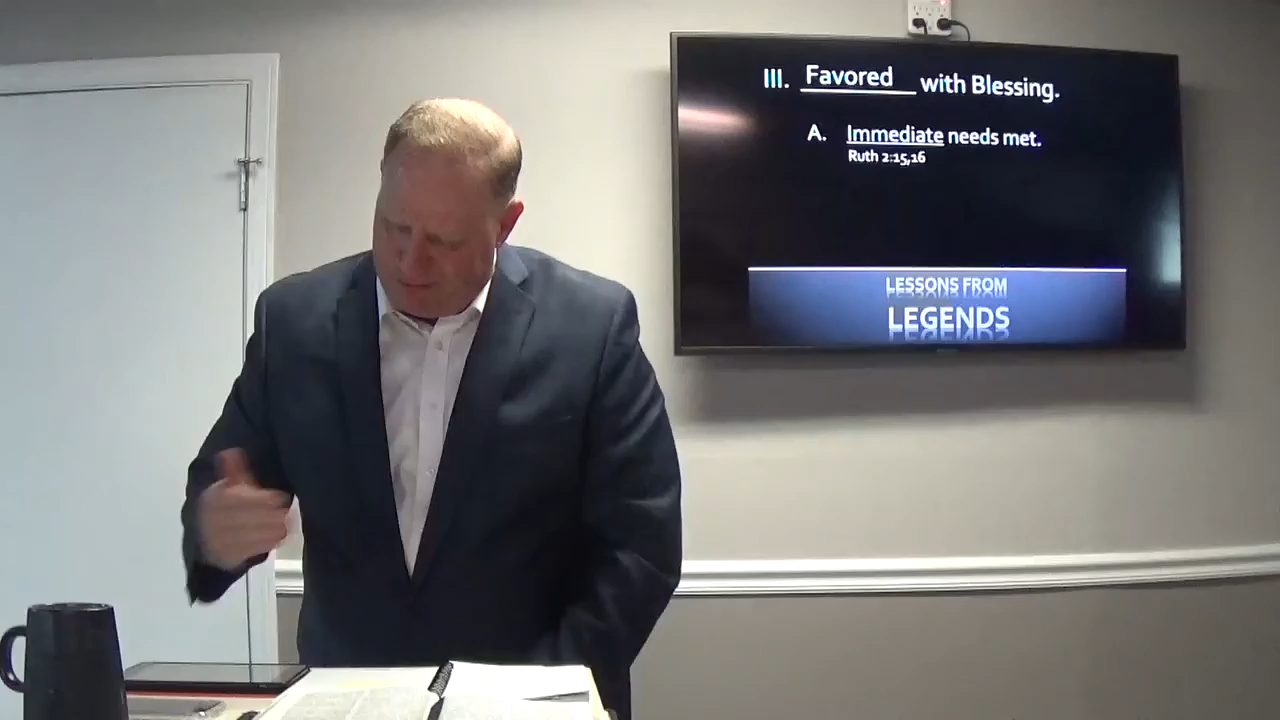 III. Favored with Blessing.
A. Immediate needs met.
Ruth 2:15,16
LESSONS FROM
LEGENDS